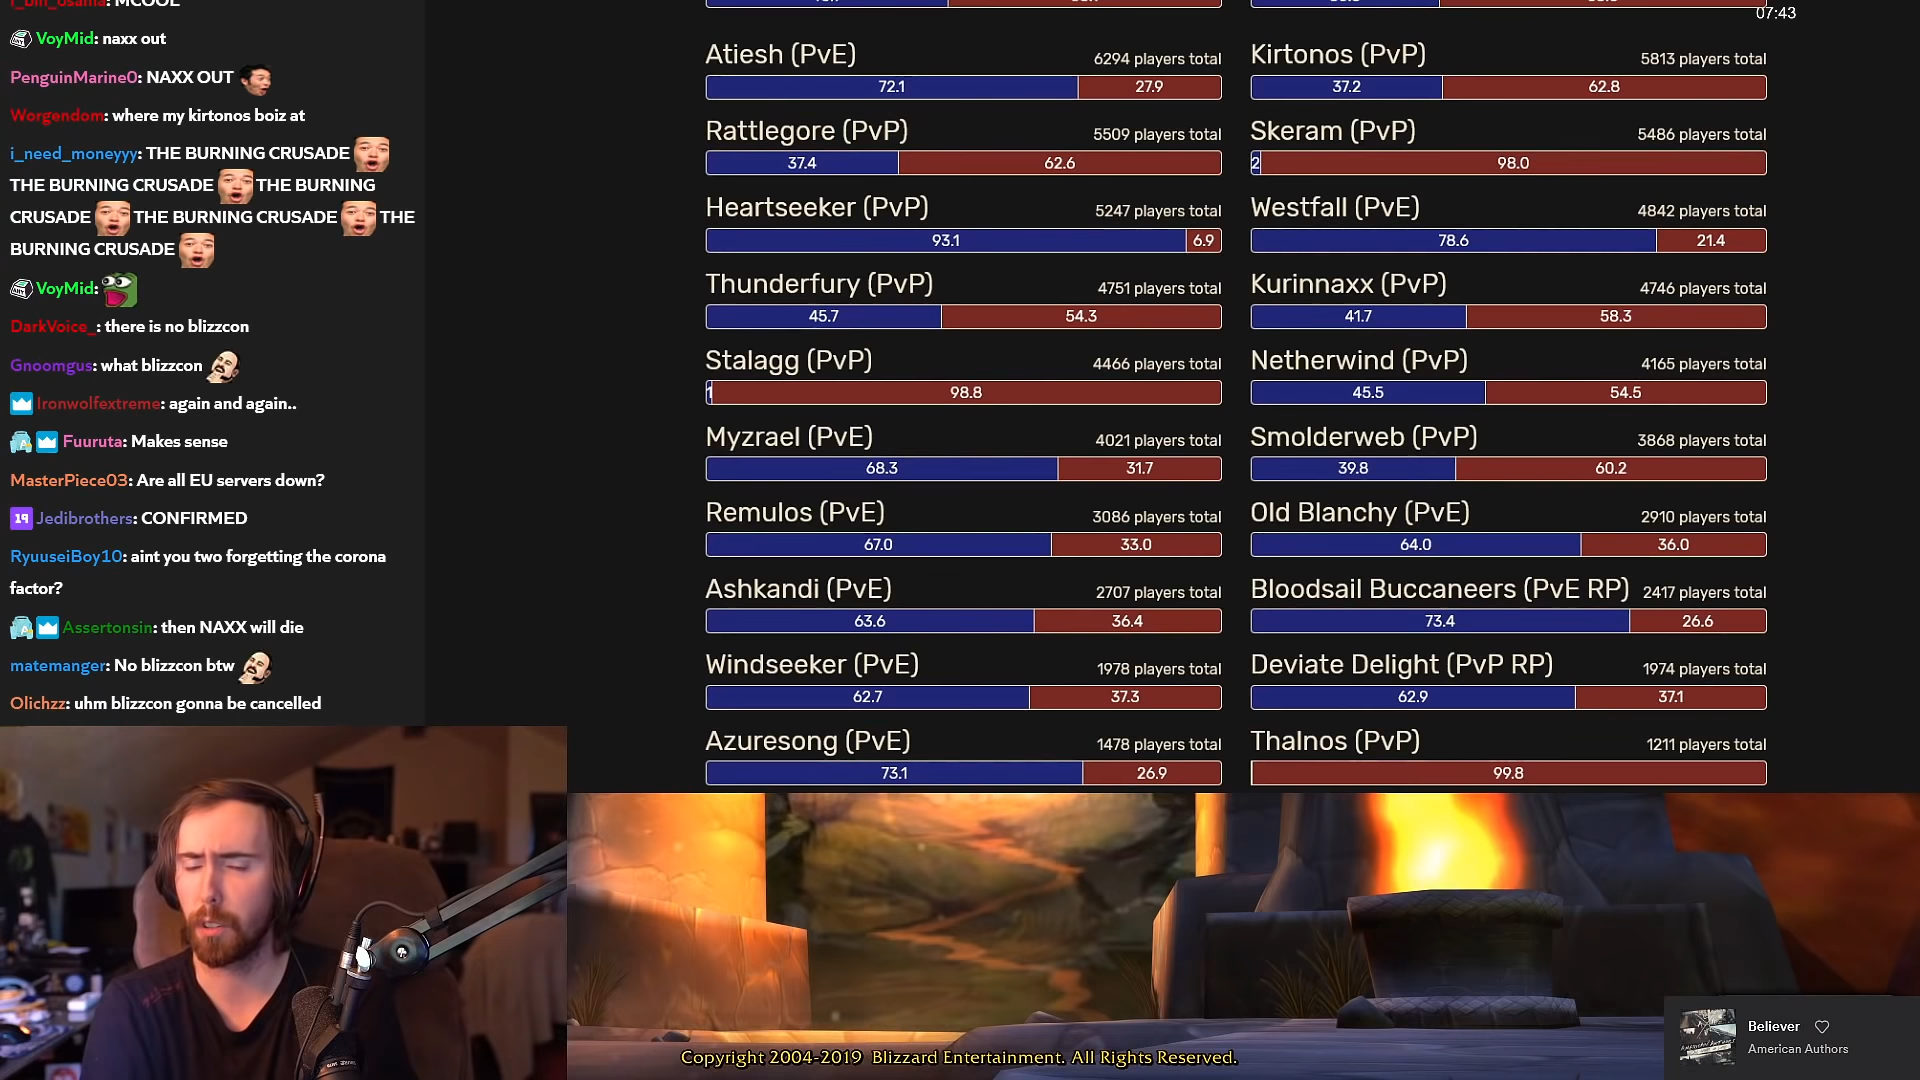 i_bin_osama: MCOOL
VoyMid: naxx out
PenguinMarine0: NAXX OUT
Worgendom: where my kirtonos boiz at
i_need_moneyyy: THE BURNING CRUSADE
THE BURNING CRUSADE THE BURNING
CRUSADE THE BURNING CRUSADE THE
BURNING CRUSADE
VoyMid:
DarkVoice_: there is no blizzcon
Gnoomgus: what blizzcon
Ironwolfextreme: again and again..
Fuuruta: Makes sense
MasterPiece03: Are all EU servers down?
19 Jedibrothers: CONFIRMED
RyuuseiBoy10: aint you two forgetting the corona
factor?
Assertonsin: then NAXX will die
matemanger: No blizzcon btw
Olichzz: uhm blizzcon gonna be cancelled
07:43
Atiesh (PvE) 6294 players total
72.1 27.9
Kirtonos (PvP) 5813 players total
37.2 62.8
Rattlegore (PvP) 5509 players total
37.4 62.6
Skeram (PvP) 5486 players total
2 98.0
Heartseeker (PvP) 5247 players total
93.1 6.9
Westfall (PvE) 4842 players total
78.6 21.4
Thunderfury (PvP) 4751 players total
45.7 54.3
Kurinnaxx (PvP) 4746 players total
41.7 58.3
Stalagg (PvP) 4466 players total
1 98.8
Netherwind (PvP) 4165 players total
45.5 54.5
Myzrael (PvE) 4021 players total
68.3 31.7
Smolderweb (PvP) 3868 players total
39.8 60.2
Remulos (PvE) 3086 players total
67.0 33.0
Old Blanchy (PvE) 2910 players total
64.0 36.0
Ashkandi (PvE) 2707 players total
63.6 36.4
Bloodsail Buccaneers (PvE RP) 2417 players total
73.4 26.6
Windseeker (PvE) 1978 players total
62.7 37.3
Deviate Delight (PvP RP) 1974 players total
62.9 37.1
Azuresong (PvE) 1478 players total
73.1 26.9
Thalnos (PvP) 1211 players total
99.8
Copyright 2004-2019 Blizzard Entertainment. All Rights Reserved.
Believer
American Authors